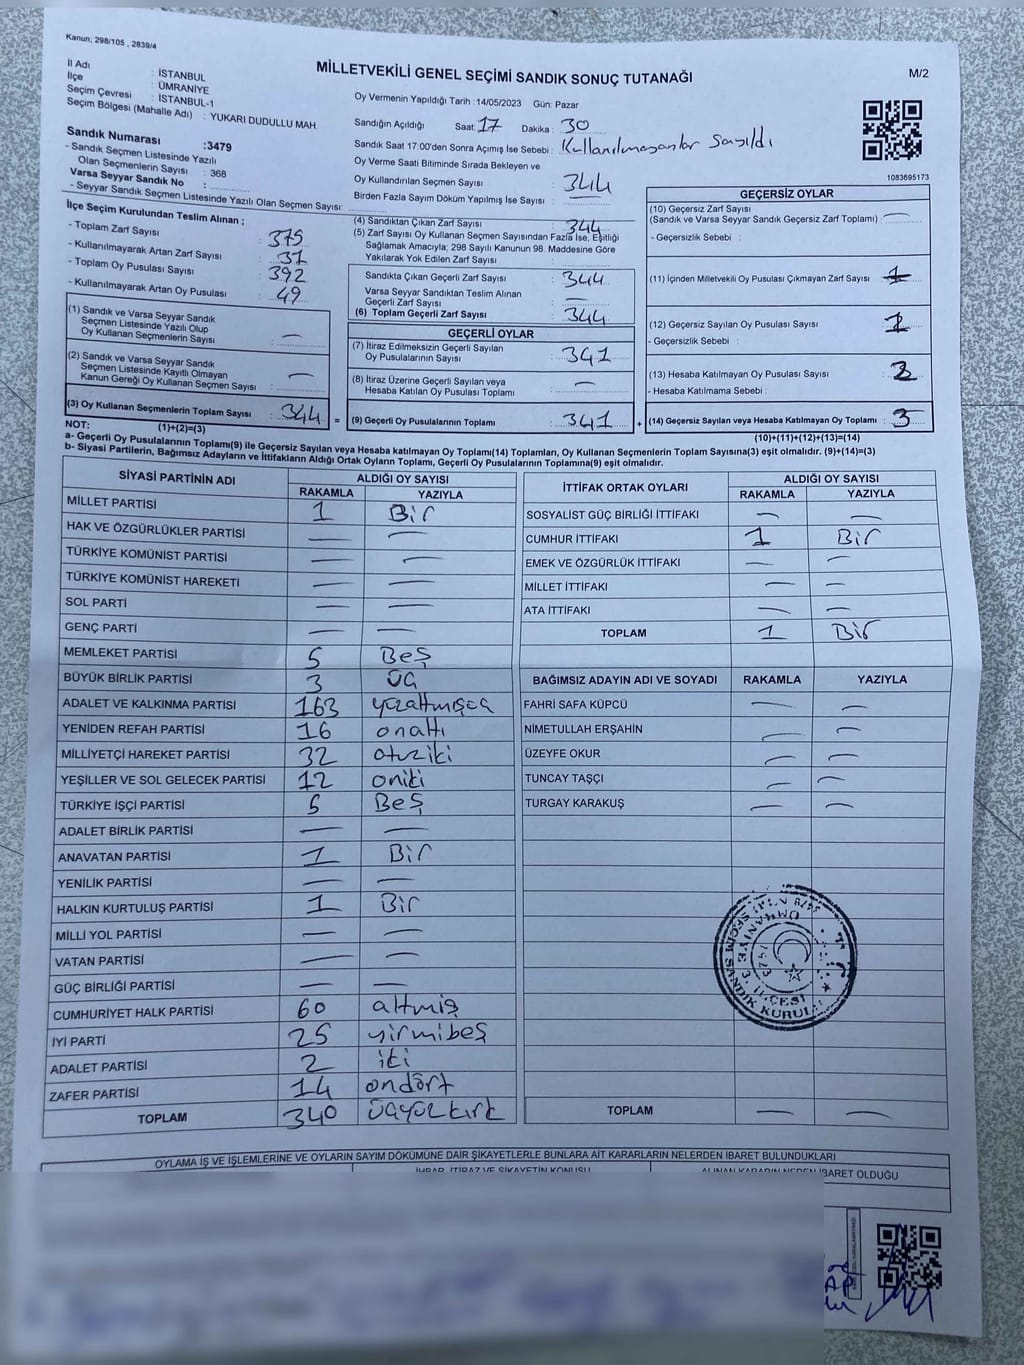 Kanun, 298/105 , 2839/4
MİLLETVEKİLİ GENEL SEÇİMİ SANDIK SONUÇ TUTANAĞI
M/2
İl Adı : İSTANBUL
İlçe : ÜMRANİYE
Seçim Çevresi : İSTANBUL-1
Seçim Bölgesi (Mahalle Adı) : YUKARI DUDULLU MAH.
Sandık Numarası :3479
- Sandık Seçmen Listesinde Yazılı
Olan Seçmenlerin Sayısı : 368
Varsa Seyyar Sandık No :
- Seyyar Sandık Seçmen Listesinde Yazılı Olan Seçmen Sayısı:
Oy Vermenin Yapıldığı Tarih :14/05/2023 Gün: Pazar
Sandığın Açıldığı Saat: 17 Dakika : 30
Sandık Saat 17:00'den Sonra Açımış İse Sebebi : Kullanılmayanlar Sayıldı
Oy Verme Saati Bitiminde Sırada Bekleyen ve
Oy Kullandırılan Seçmen Sayısı : 344
Birden Fazla Sayım Döküm Yapılmış İse Sayısı :
1083695173
İlçe Seçim Kurulundan Teslim Alınan ;
- Toplam Zarf Sayısı : 375
- Kullanılmayarak Artan Zarf Sayısı : 31
- Toplam Oy Pusulası Sayısı : 392
- Kullanılmayarak Artan Oy Pusulası : 49
(1) Sandık ve Varsa Seyyar Sandık
Seçmen Listesinde Yazılı Olup
Oy Kullanan Seçmenlerin Sayısı : —
(2) Sandık ve Varsa Seyyar Sandık
Seçmen Listesinde Kayıtlı Olmayan
Kanun Gereği Oy Kullanan Seçmen Sayısı : —
(3) Oy Kullanan Seçmenlerin Toplam Sayısı : 344 =
(1)+(2)=(3)
(4) Sandıktan Çıkan Zarf Sayısı : 344
(5) Zarf Sayısı Oy Kullanan Seçmen Sayısından Fazla İse, Eşitliği
Sağlamak Amacıyla; 298 Sayılı Kanunun 98. Maddesine Göre
Yakılarak Yok Edilen Zarf Sayısı :
Sandıkta Çıkan Geçerli Zarf Sayısı : 344
Varsa Seyyar Sandıktan Teslim Alınan
Geçerli Zarf Sayısı : —
(6) Toplam Geçerli Zarf Sayısı : 344
GEÇERLİ OYLAR
(7) İtiraz Edilmeksizin Geçerli Sayılan
Oy Pusulalarının Sayısı : 341
(8) İtiraz Üzerine Geçerli Sayılan veya
Hesaba Katılan Oy Pusulası Toplamı : —
(9) Geçerli Oy Pusulalarının Toplamı : 341 +
GEÇERSİZ OYLAR
(10) Geçersiz Zarf Sayısı
(Sandık ve Varsa Seyyar Sandık Geçersiz Zarf Toplamı) : —
- Geçersizlik Sebebi :
(11) İçinden Milletvekili Oy Pusulası Çıkmayan Zarf Sayısı : 1
(12) Geçersiz Sayılan Oy Pusulası Sayısı :
- Geçersizlik Sebebi :
(13) Hesaba Katılmayan Oy Pusulası Sayısı :
- Hesaba Katılmama Sebebi :
(14) Geçersiz Sayılan veya Hesaba Katılmayan Oy Toplamı : 3
(10)+(11)+(12)+(13)=(14)
NOT:
a- Geçerli Oy Pusulalarının Toplamı(9) ile Geçersiz Sayılan veya Hesaba katılmayan Oy Toplamı(14) Toplamları, Oy Kullanan Seçmenlerin Toplam Sayısına(3) eşit olmalıdır. (9)+(14)=(3)
b- Siyasi Partilerin, Bağımsız Adayların ve İttifakların Aldığı Ortak Oyların Toplamı, Geçerli Oy Pusulalarının Toplamına(9) eşit olmalıdır.
SİYASİ PARTİNİN ADI ALDIĞI OY SAYISI
RAKAMLA YAZIYLA
MİLLET PARTİSİ 1 Bir
HAK VE ÖZGÜRLÜKLER PARTİSİ — —
TÜRKİYE KOMÜNİST PARTİSİ — —
TÜRKİYE KOMÜNİST HAREKETİ — —
SOL PARTİ — —
GENÇ PARTİ — —
MEMLEKET PARTİSİ 5 Beş
BÜYÜK BİRLİK PARTİSİ 3 üç
ADALET VE KALKINMA PARTİSİ 163 yüzaltmışüç
YENİDEN REFAH PARTİSİ 16 onaltı
MİLLİYETÇİ HAREKET PARTİSİ 32 otuziki
YEŞİLLER VE SOL GELECEK PARTİSİ 12 oniki
TÜRKİYE İŞÇİ PARTİSİ 5 Beş
ADALET BİRLİK PARTİSİ — —
ANAVATAN PARTİSİ 1 Bir
YENİLİK PARTİSİ — —
HALKIN KURTULUŞ PARTİSİ 1 Bir
MİLLİ YOL PARTİSİ — —
VATAN PARTİSİ — —
GÜÇ BİRLİĞİ PARTİSİ — —
CUMHURİYET HALK PARTİSİ 60 altmış
İYİ PARTİ 25 yirmibeş
ADALET PARTİSİ 2 iki
ZAFER PARTİSİ 14 ondört
TOPLAM 340 üçyüzkırk
İTTİFAK ORTAK OYLARI ALDIĞI OY SAYISI
RAKAMLA YAZIYLA
SOSYALİST GÜÇ BİRLİĞİ İTTİFAKI — —
CUMHUR İTTİFAKI 1 Bir
EMEK VE ÖZGÜRLÜK İTTİFAKI — —
MİLLET İTTİFAKI — —
ATA İTTİFAKI — —
TOPLAM 1 Bir
BAĞIMSIZ ADAYIN ADI VE SOYADI RAKAMLA YAZIYLA
FAHRİ SAFA KÜPCÜ — —
NİMETULLAH ERŞAHİN — —
ÜZEYFE OKUR — —
TUNCAY TAŞÇI — —
TURGAY KARAKUŞ — —
TOPLAM — —
ÜMRANİYE 3. İLÇESİ
SEÇİM SANDIK KURULU
OYLAMA İŞ VE İŞLEMLERİNE VE OYLARIN SAYIM DÖKÜMÜNE DAİR ŞİKAYETLERLE BUNLARA AİT KARARLARIN NELERDEN İBARET BULUNDUKLARI
İHBAR, İTİRAZ VE ŞİKAYETİN KONUSU ALINAN KARARIN NEDEN İBARET OLDUĞU